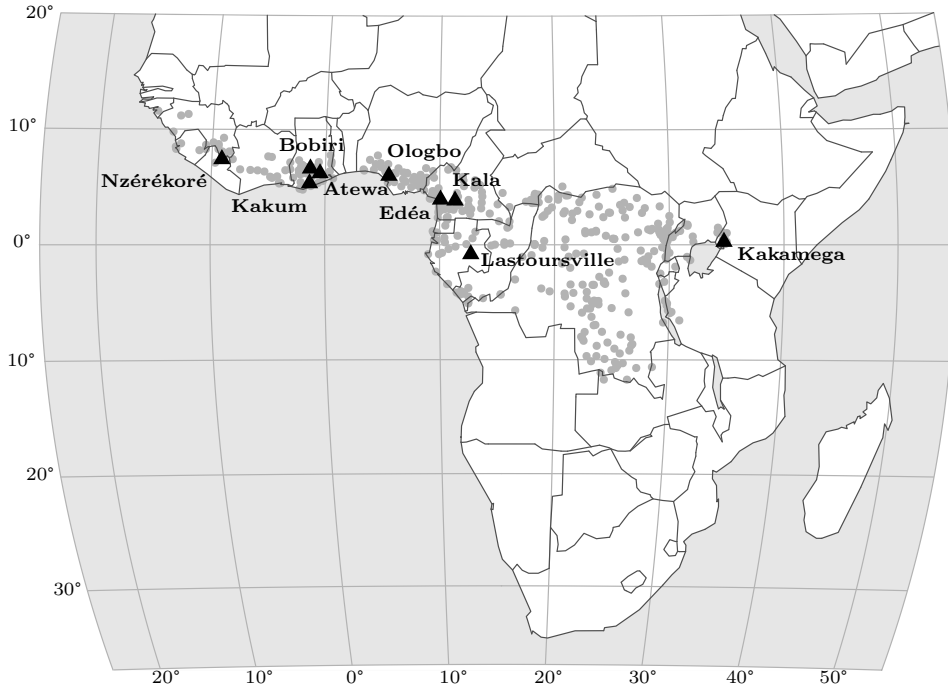 20°
10°
Bobiri
Ologbo
Nzérékoré
Kala
Atewa
Kakum
Edéa
0°
Kakamega
Lastoursville
10°
20°
30°
20°
10°
0°
10°
20°
30°
40°
50°